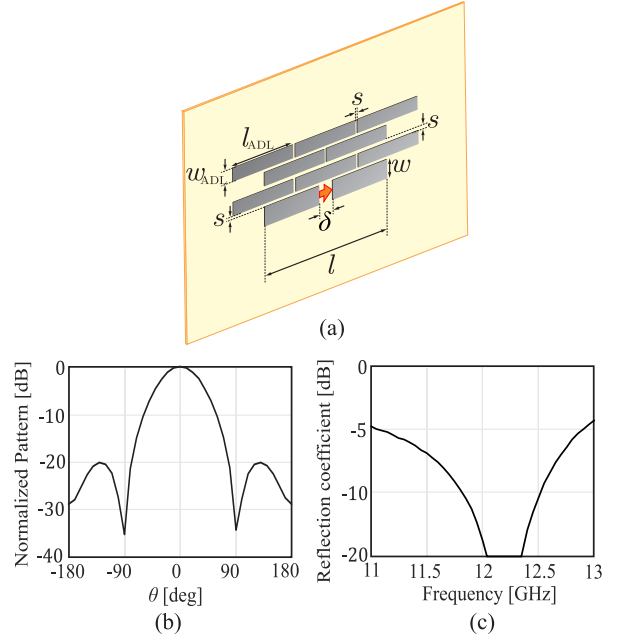 s
l_ADL
s
w_ADL
w
s
δ
l
(a)
Normalized Pattern [dB]
0
-10
-20
-30
-40
-180
-90
0
90
180
θ [deg]
(b)
Reflection coefficient [dB]
0
-5
-10
-20
11
11.5
12
12.5
13
Frequency [GHz]
(c)